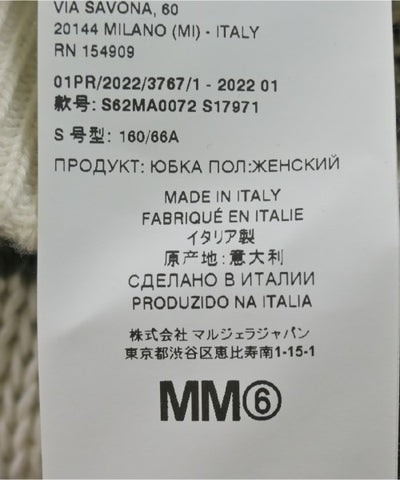 VIA SAVONA, 60
20144 MILANO (MI) - ITALY
RN 154909
01PR/2022/3767/1 - 2022 01
款号: S62MA0072 S17971
S 号型: 160/66A
ПРОДУКТ: ЮБКА ПОЛ:ЖЕНСКИЙ
MADE IN ITALY
FABRIQUÉ EN ITALIE
イタリア製
原产地: 意大利
СДЕЛАНО В ИТАЛИИ
PRODUZIDO NA ITALIA
株式会社 マルジェラジャパン
東京都渋谷区恵比寿南1-15-1
MM⑥